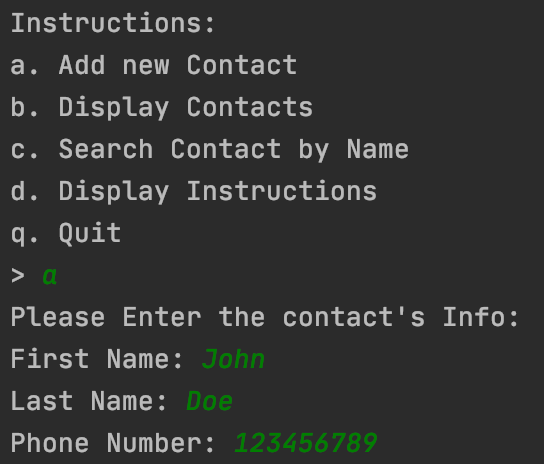 Instructions:
a. Add new Contact
b. Display Contacts
c. Search Contact by Name
d. Display Instructions
q. Quit
> a
Please Enter the contact's Info:
First Name: John
Last Name: Doe
Phone Number: 123456789